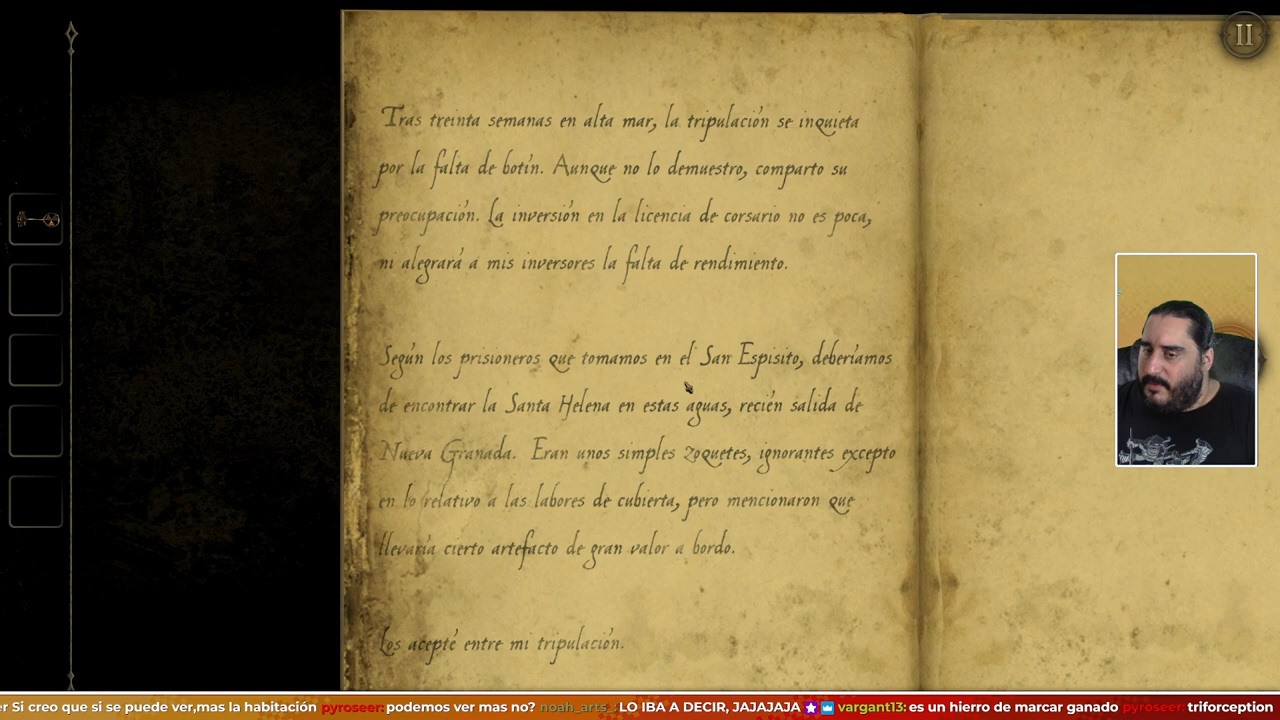 II
Tras treinta semanas en alta mar, la tripulación se inquieta
por la falta de botín. Aunque no lo demuestro, comparto su
preocupación. La inversión en la licencia de corsario no es poca,
ni alegrará a mis inversores la falta de rendimiento.
Según los prisioneros que tomamos en el San Espisito, deberíamos
de encontrar la Santa Helena en estas aguas, recién salida de
Nueva Granada. Eran unos simples zoquetes, ignorantes excepto
en lo relativo a las labores de cubierta, pero mencionaron que
llevaría cierto artefacto de gran valor a bordo.
Los acepté entre mi tripulación.
er Si creo que si se puede ver,mas la habitación pyroseer: podemos ver mas no? noah_arts_: LO IBA A DECIR, JAJAJAJA vargant13: es un hierro de marcar ganado pyroseer: triforception